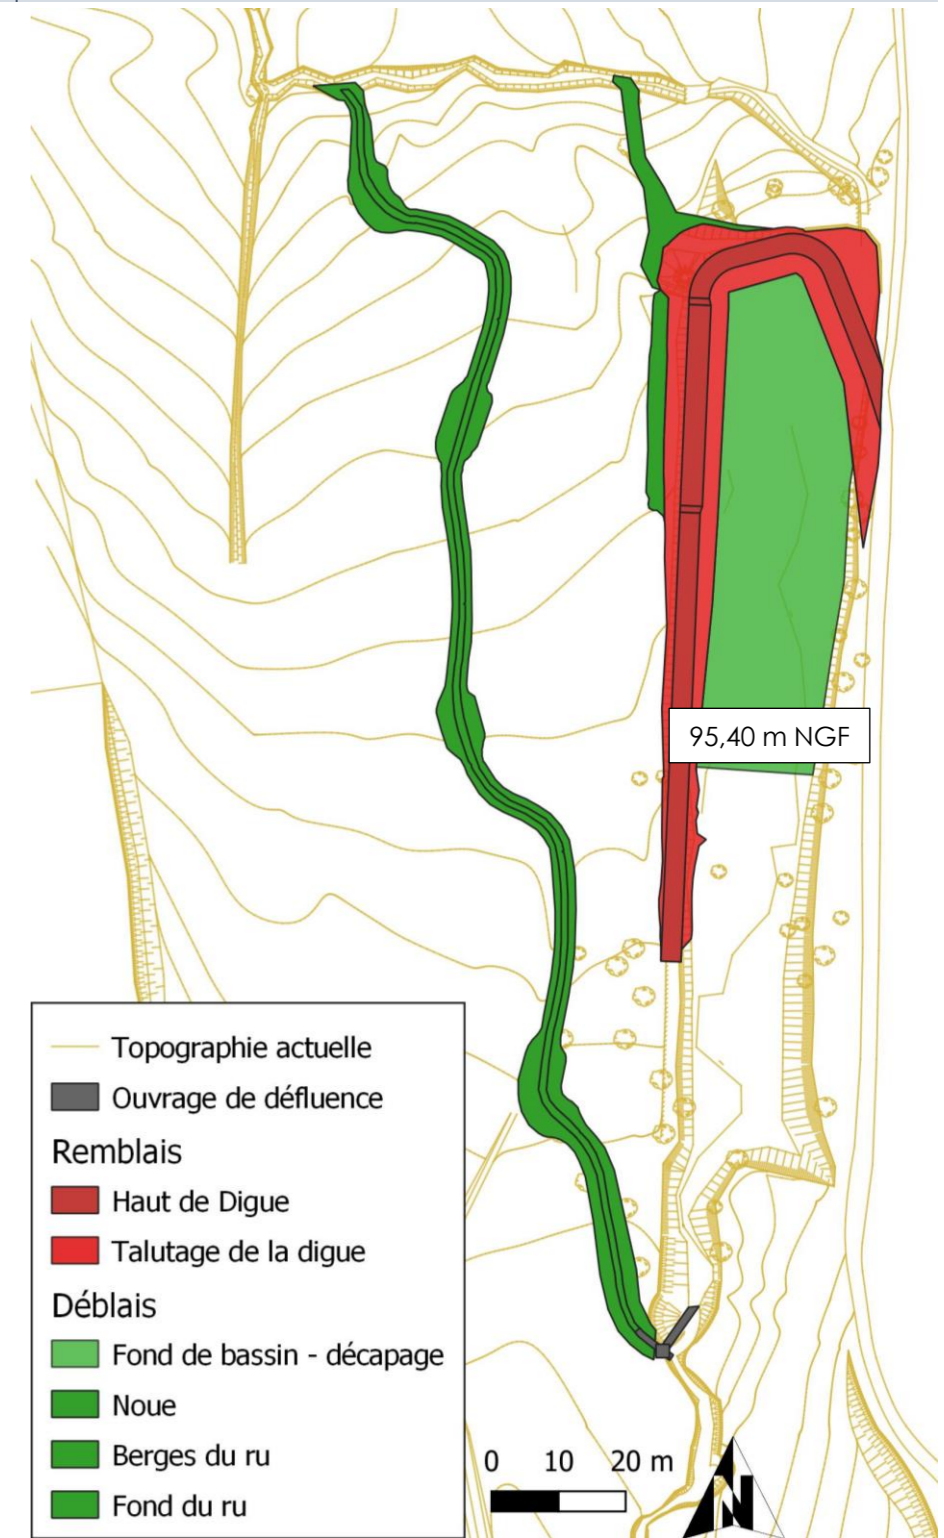 95,40 m NGF
Topographie actuelle
Ouvrage de défluence
Remblais
Haut de Digue
Talutage de la digue
Déblais
Fond de bassin - décapage
Noue
Berges du ru
Fond du ru
0 10 20 m
N